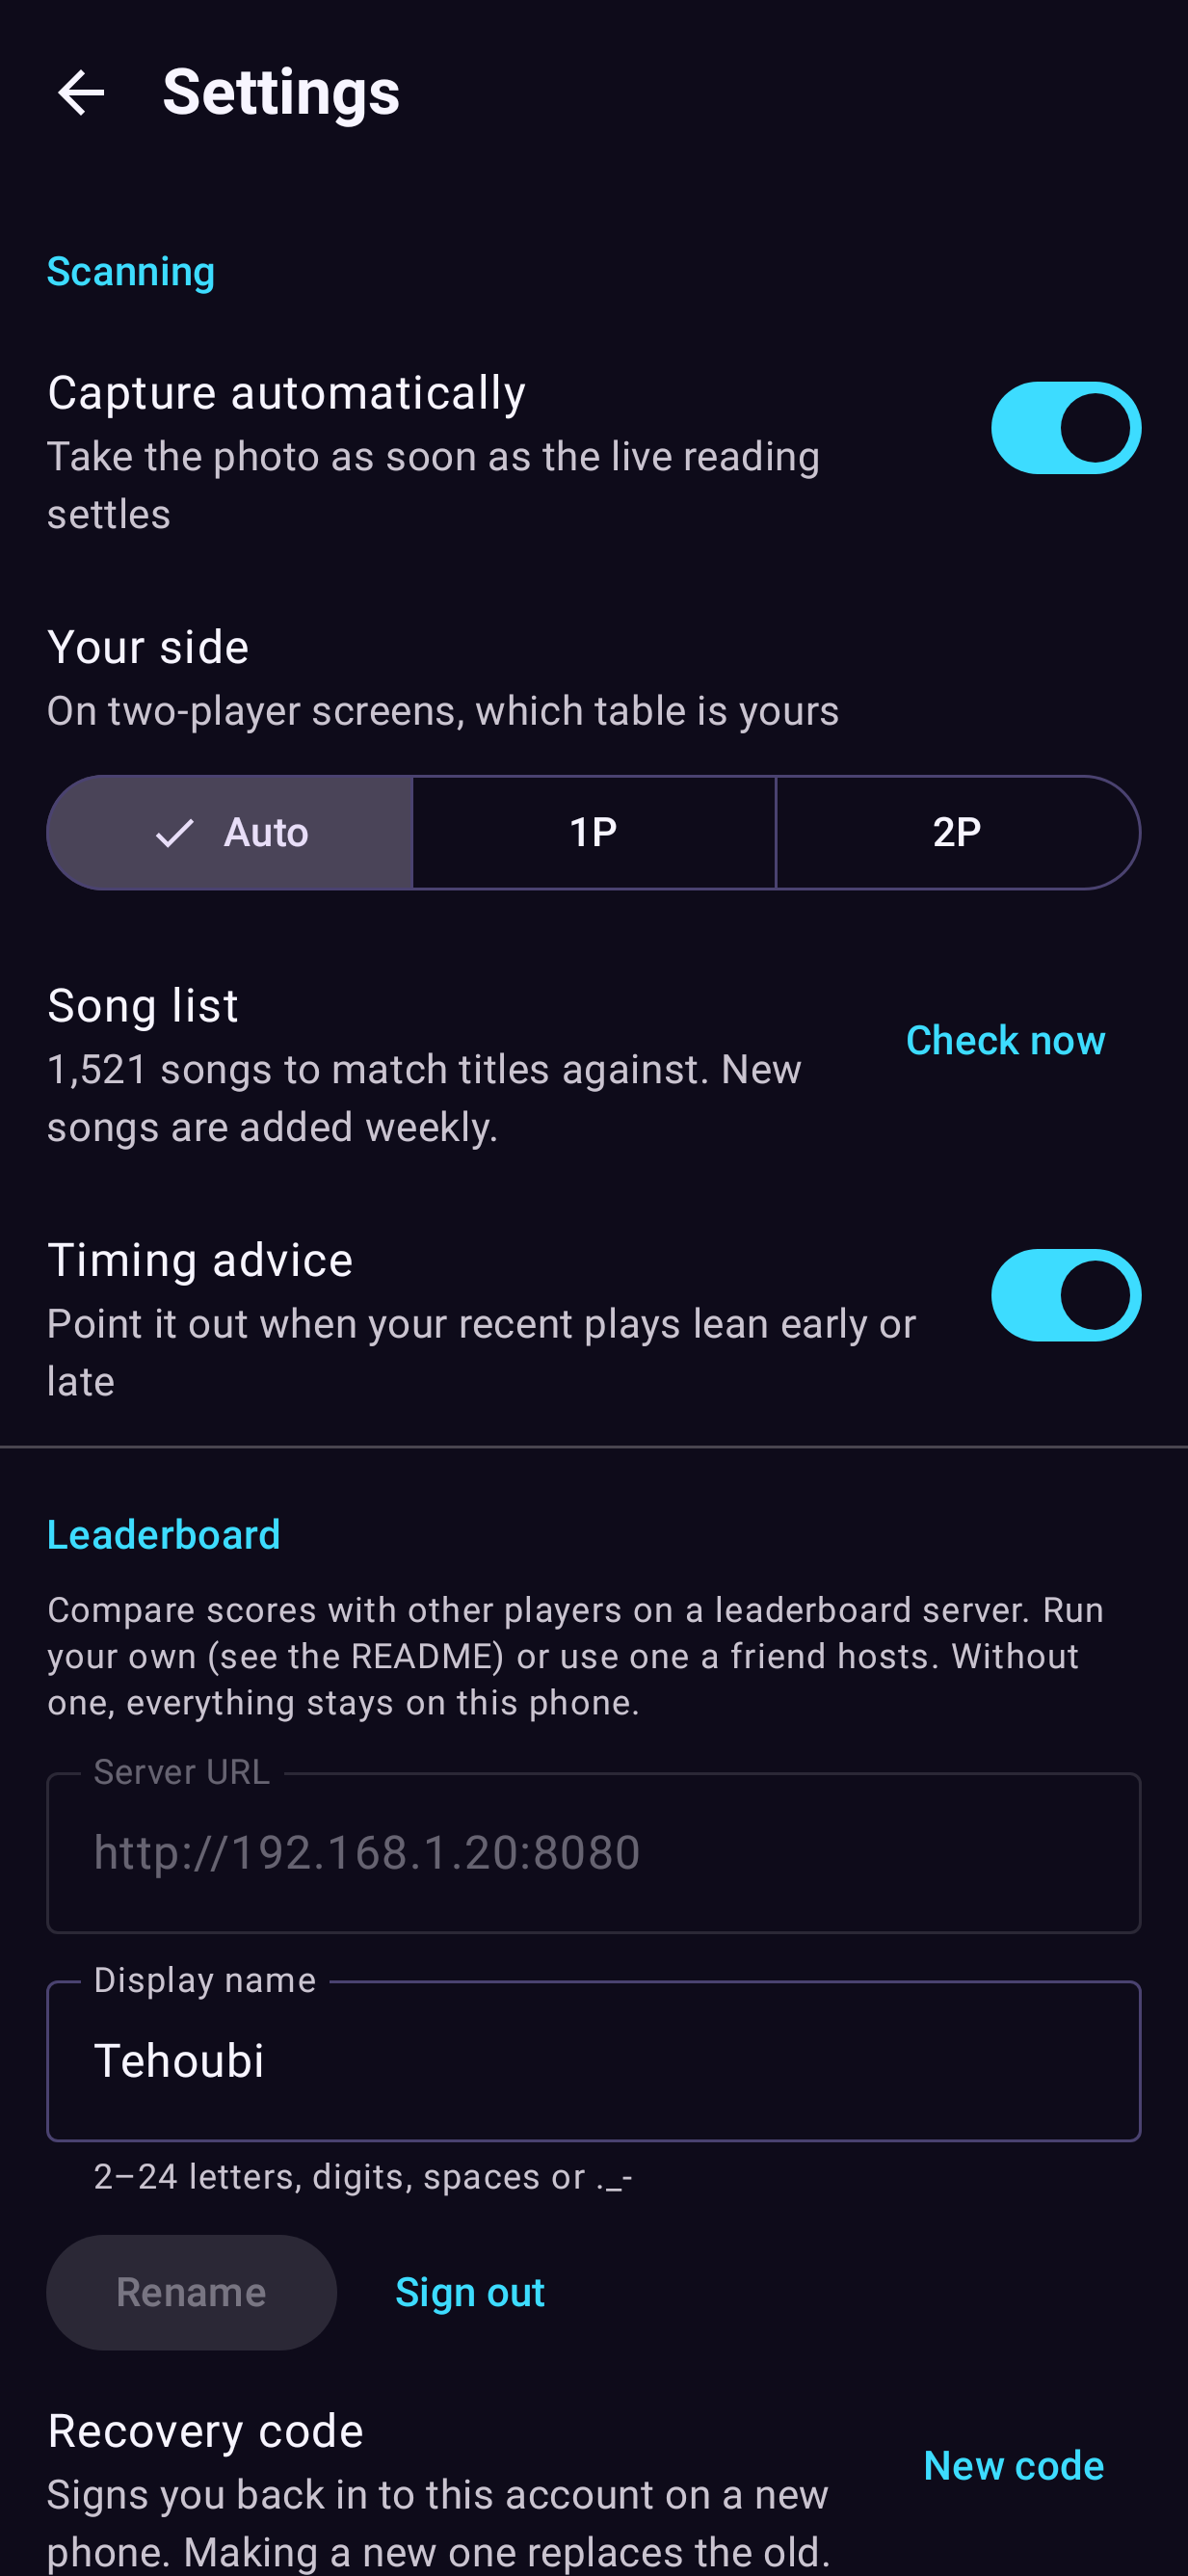 Settings
Scanning
Capture automatically
Take the photo as soon as the live reading
settles
Your side
On two-player screens, which table is yours
Auto
1P
2P
Song list
1,521 songs to match titles against. New
songs are added weekly.
Check now
Timing advice
Point it out when your recent plays lean early or
late
Leaderboard
Compare scores with other players on a leaderboard server. Run
your own (see the README) or use one a friend hosts. Without
one, everything stays on this phone.
Server URL
http://192.168.1.20:8080
Display name
Tehoubi
2–24 letters, digits, spaces or ._-
Rename
Sign out
Recovery code
Signs you back in to this account on a new
phone. Making a new one replaces the old.
New code